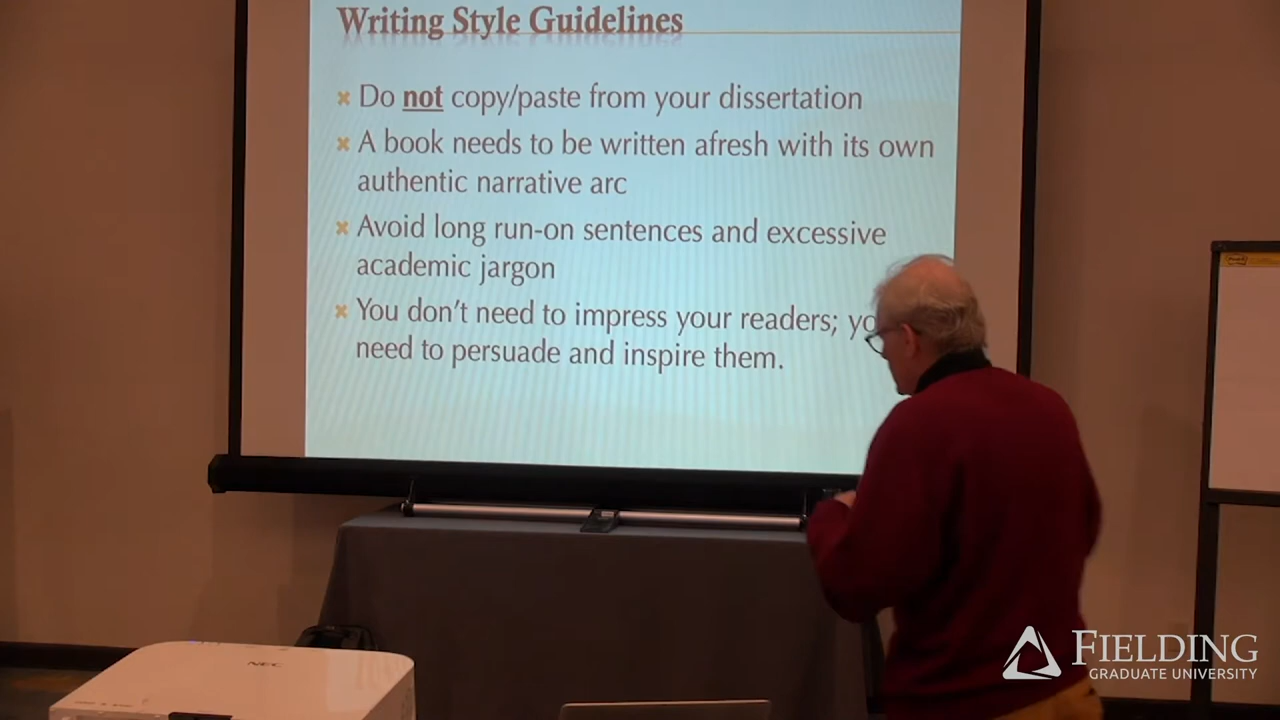 Writing Style Guidelines
Do not copy/paste from your dissertation
A book needs to be written afresh with its own
authentic narrative arc
Avoid long run-on sentences and excessive
academic jargon
You don't need to impress your readers;
need to persuade and inspire them.
NEC
FIELDING
GRADUATE UNIVERSITY